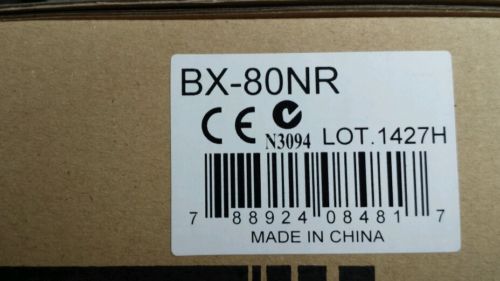 BX-80NR
CE N3094 LOT.1427H
7 88924 08481 7
MADE IN CHINA